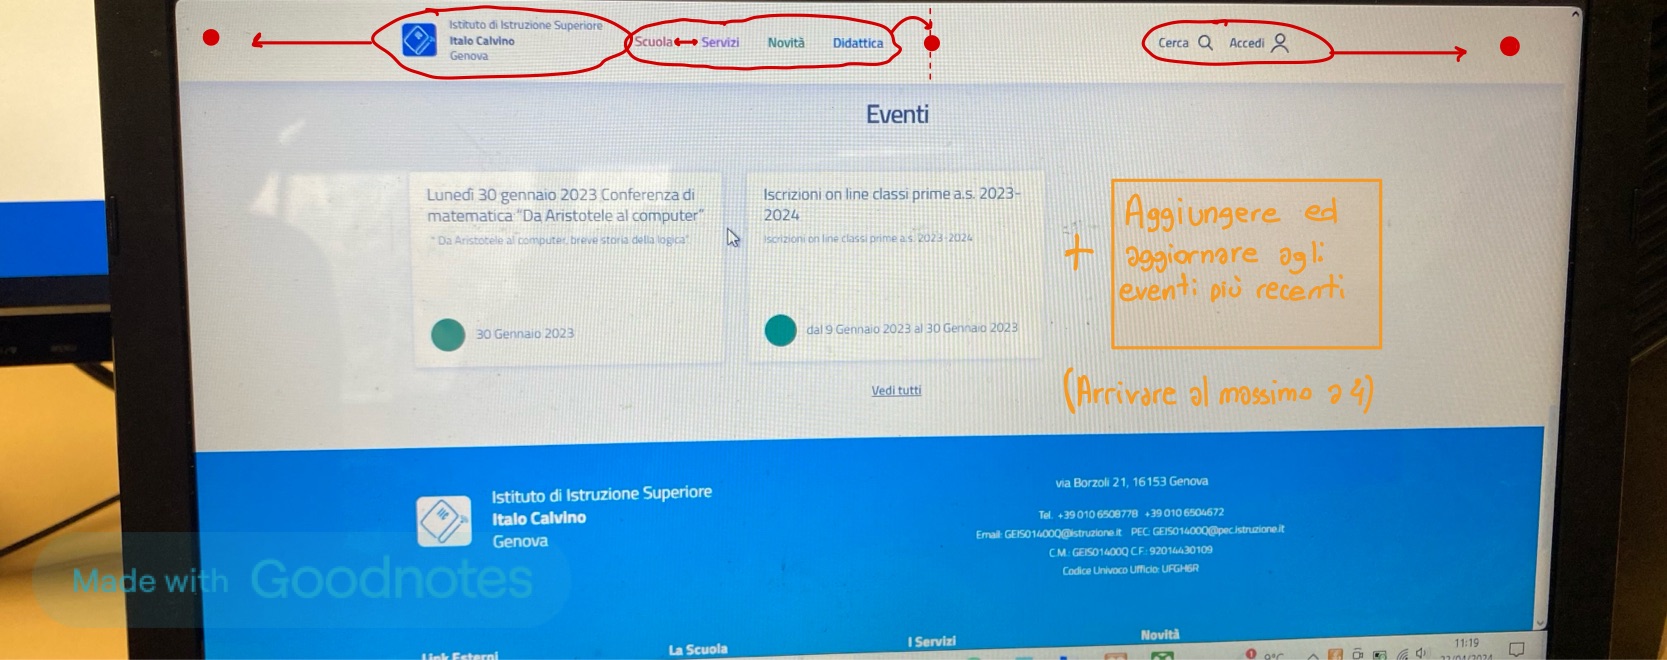 Istituto di Istruzione Superiore
Italo Calvino
Genova
Scuola Servizi Novità Didattica
Cerca Accedi
Eventi
Lunedì 30 gennaio 2023 Conferenza di
matematica "Da Aristotele al computer"
"Da Aristotele al computer, breve storia della logica"
30 Gennaio 2023
Iscrizioni on line classi prime a.s. 2023-
2024
Iscrizioni on line classi prime a.s. 2023-2024
dal 9 Gennaio 2023 al 30 Gennaio 2023
+ Aggiungere ed
aggiornare agli
eventi più recenti
(Arrivare al massimo a 4)
Vedi tutti
Istituto di Istruzione Superiore
Italo Calvino
Genova
via Borzoli 21, 16153 Genova
Tel. +39 010 6508778 +39 010 6504672
Email: GEIS01400Q@istruzione.it PEC: GEIS01400Q@pec.istruzione.it
C.M.: GEIS01400Q C.F.: 92014430109
Codice Univoco Ufficio: UFGH6R
Made with Goodnotes
Link Esterni
La Scuola
I Servizi
Novità
11:19